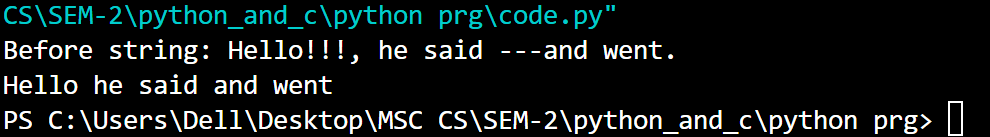 CS\SEM-2\python_and_c\python prg\code.py"
Before string: Hello!!!, he said ---and went.
Hello he said and went
PS C:\Users\Dell\Desktop\MSC CS\SEM-2\python_and_c\python prg>